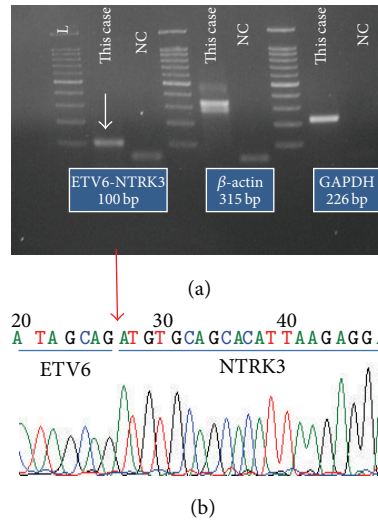 L
This case
NC
This case
NC
This case
NC
ETV6-NTRK3
100 bp
β-actin
315 bp
GAPDH
226 bp
(a)
20 30 40
A TAGCAGATGTGCAGCACATTAAGAGGA
ETV6 NTRK3
(b)